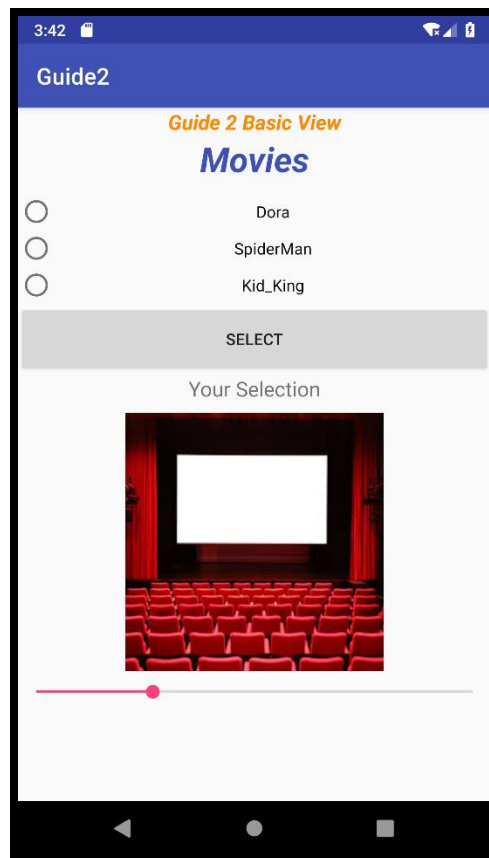 3:42
Guide2
Guide 2 Basic View
Movies
Dora
SpiderMan
Kid_King
SELECT
Your Selection